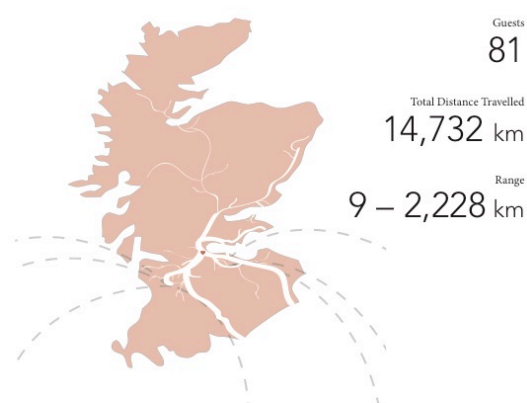 Guests
81
Total Distance Travelled
14,732 km
Range
9 – 2,228 km